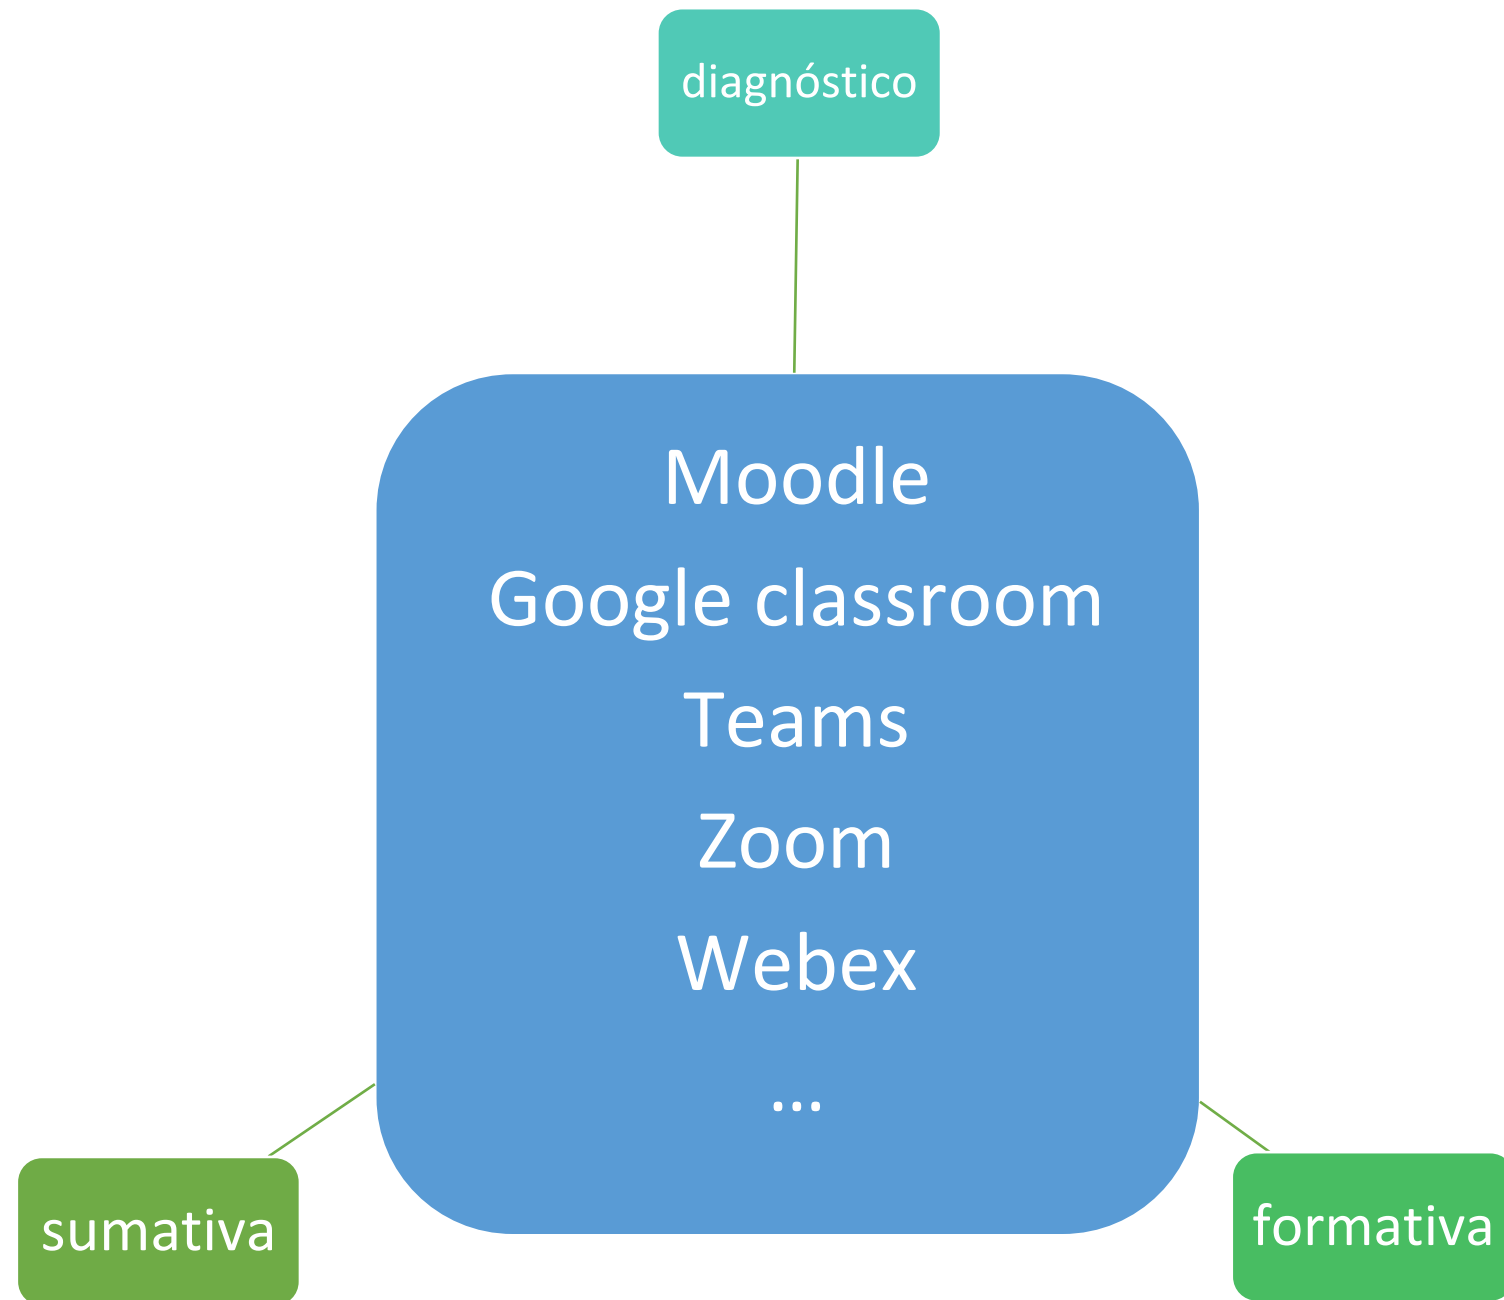 diagnóstico
Moodle
Google classroom
Teams
Zoom
Webex
...
sumativa
formativa